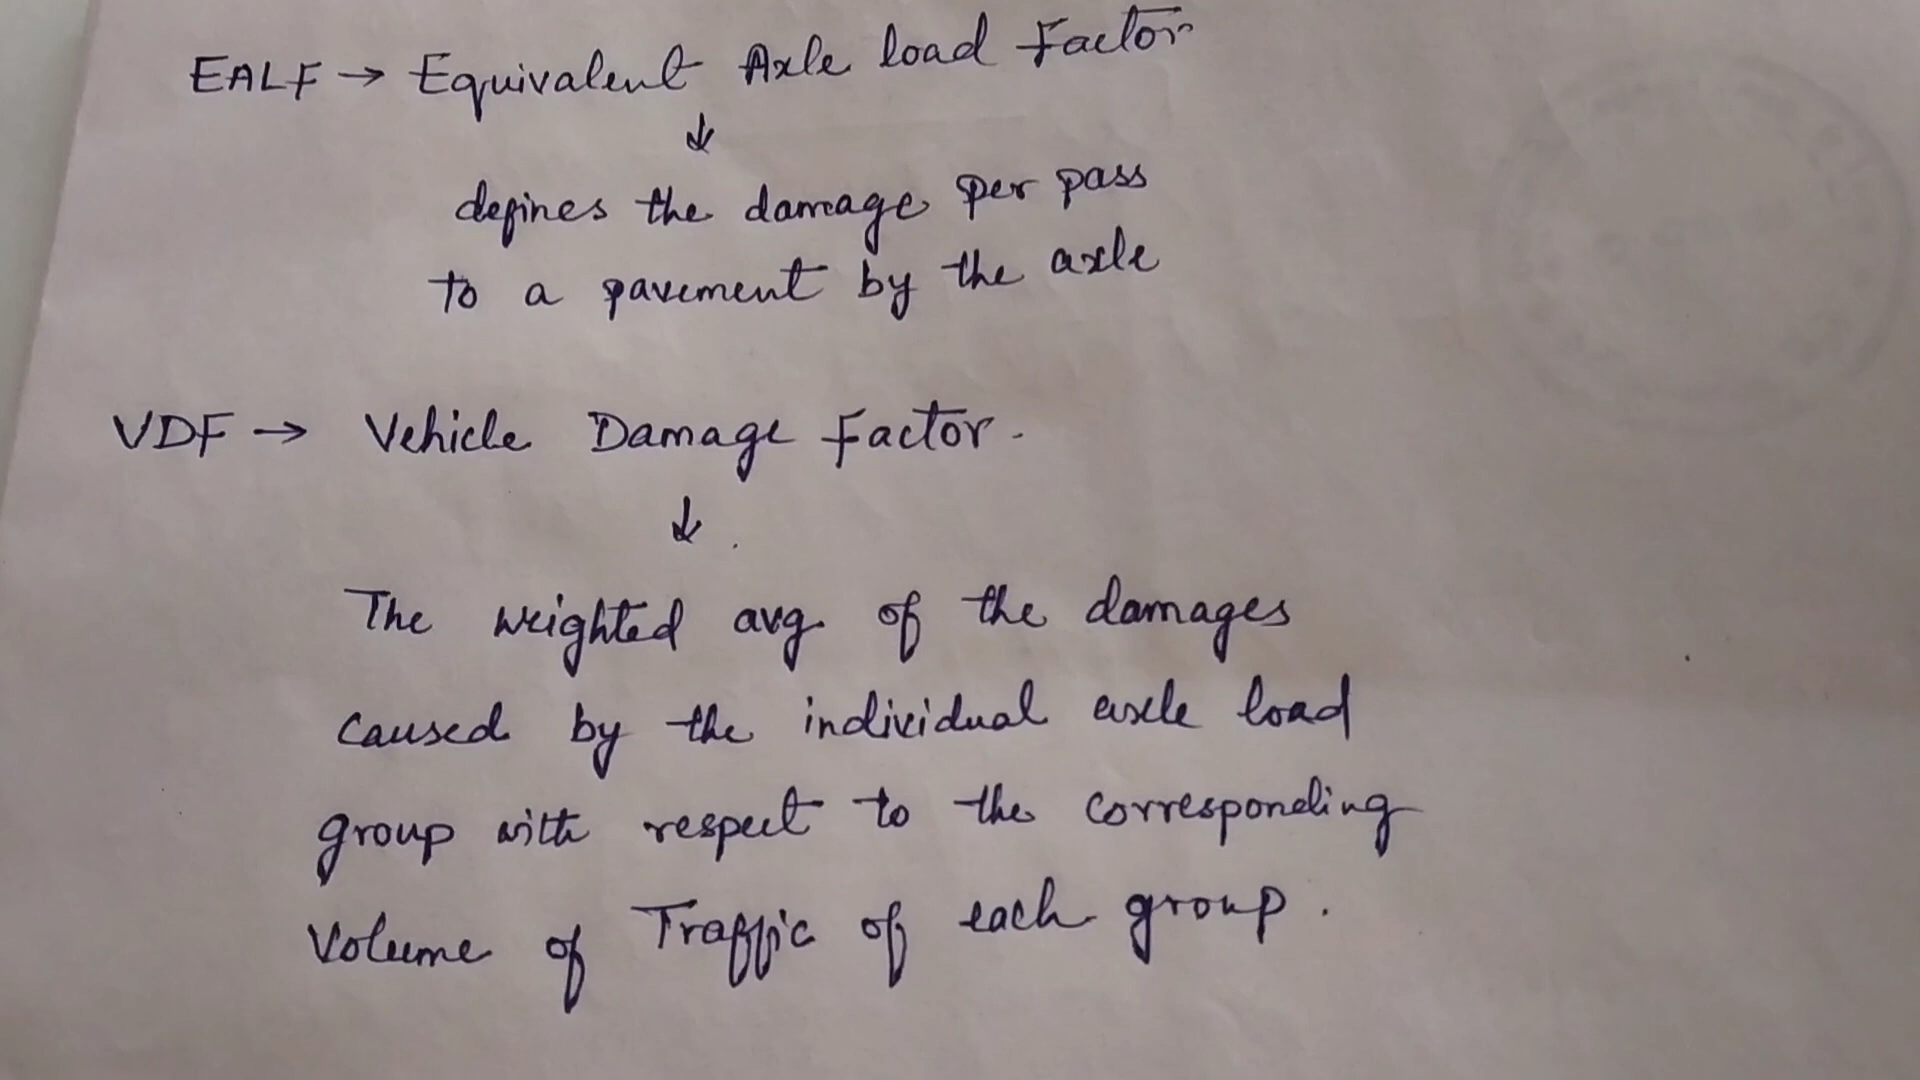 EALF → Equivalent Axle load Factor
↓
defines the damage per pass
to a pavement by the axle
VDF → Vehicle Damage Factor.
↓
The weighted avg. of the damages
caused by the individual axle load
group with respect to the corresponding
Volume of Traffic of each group.